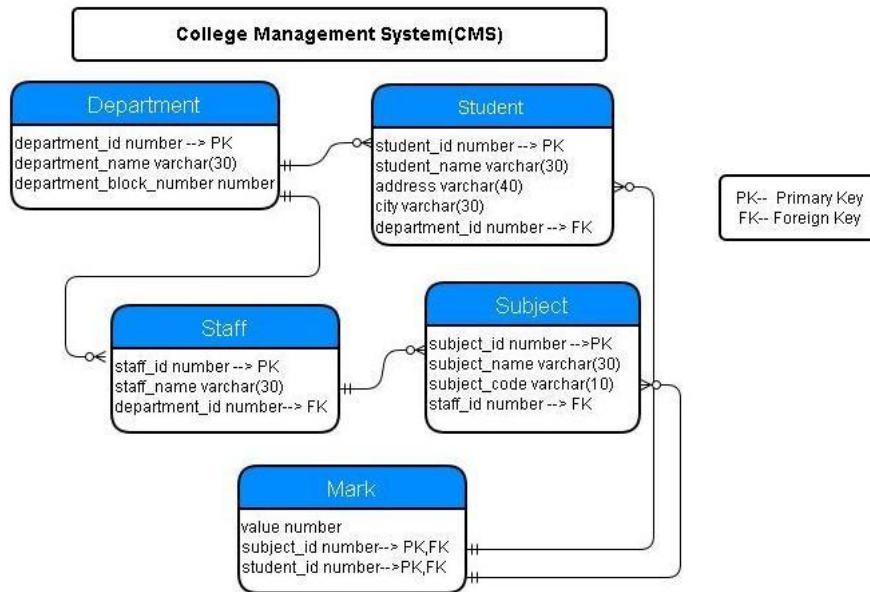 College Management System(CMS)
Department
department_id number --> PK
department_name varchar(30)
department_block_number number
Student
student_id number --> PK
student_name varchar(30)
address varchar(40)
city varchar(30)
department_id number --> FK
PK-- Primary Key
FK-- Foreign Key
Staff
staff_id number --> PK
staff_name varchar(30)
department_id number--> FK
Subject
subject_id number -->PK
subject_name varchar(30)
subject_code varchar(10)
staff_id number --> FK
Mark
value number
subject_id number--> PK,FK
student_id number-->PK,FK